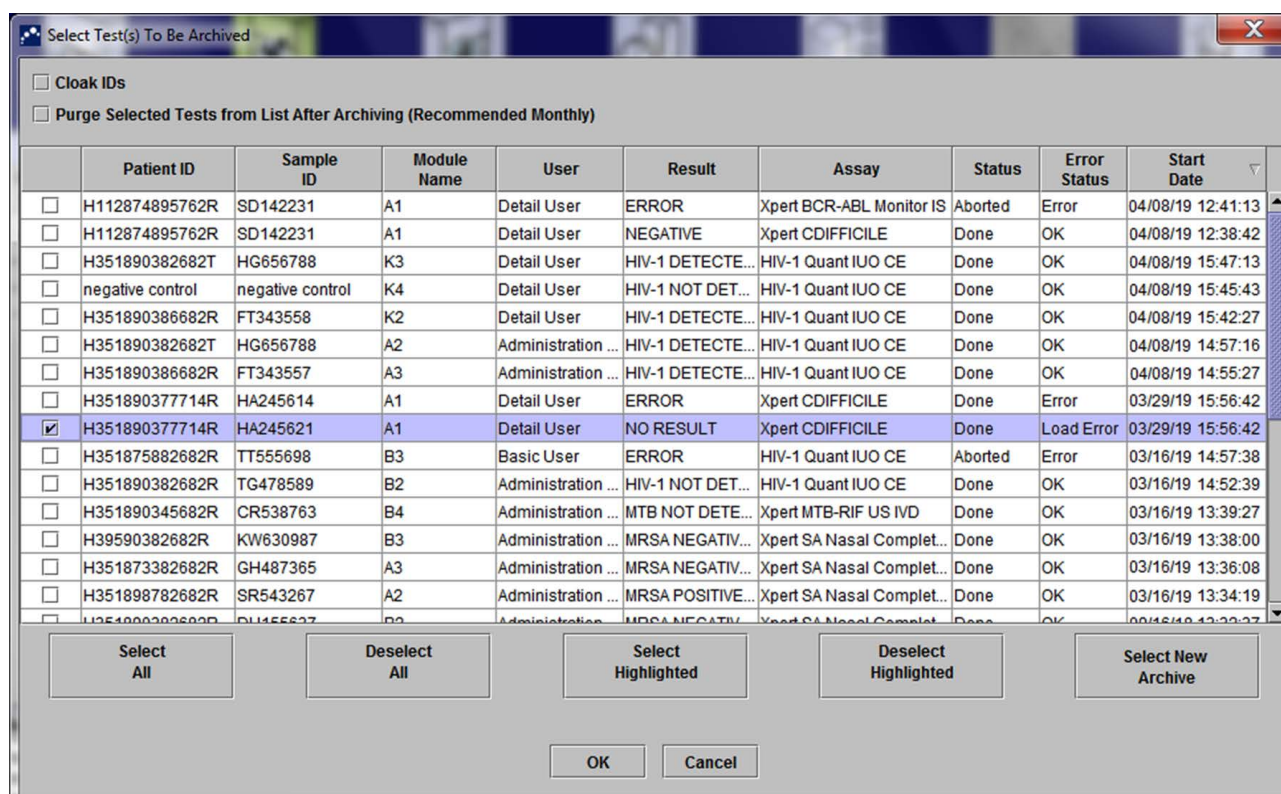 Select Test(s) To Be Archived
Cloak IDs
Purge Selected Tests from List After Archiving (Recommended Monthly)
Patient ID Sample ID Module Name User Result Assay Status Error Status Start Date
H112874895762R SD142231 A1 Detail User ERROR Xpert BCR-ABL Monitor IS Aborted Error 04/08/19 12:41:13
H112874895762R SD142231 A1 Detail User NEGATIVE Xpert CDIFFICILE Done OK 04/08/19 12:38:42
H351890382682T HG656788 K3 Detail User HIV-1 DETECTE... HIV-1 Quant IUO CE Done OK 04/08/19 15:47:13
negative control negative control K4 Detail User HIV-1 NOT DET... HIV-1 Quant IUO CE Done OK 04/08/19 15:45:43
H351890386682R FT343558 K2 Detail User HIV-1 DETECTE... HIV-1 Quant IUO CE Done OK 04/08/19 15:42:27
H351890382682T HG656788 A2 Administration ... HIV-1 DETECTE... HIV-1 Quant IUO CE Done OK 04/08/19 14:57:16
H351890386682R FT343557 A3 Administration ... HIV-1 DETECTE... HIV-1 Quant IUO CE Done OK 04/08/19 14:55:27
H351890377714R HA245614 A1 Detail User ERROR Xpert CDIFFICILE Done Error 03/29/19 15:56:42
H351890377714R HA245621 A1 Detail User NO RESULT Xpert CDIFFICILE Done Load Error 03/29/19 15:56:42
H351875882682R TT555698 B3 Basic User ERROR HIV-1 Quant IUO CE Aborted Error 03/16/19 14:57:38
H351890382682R TG478589 B2 Administration ... HIV-1 NOT DET... HIV-1 Quant IUO CE Done OK 03/16/19 14:52:39
H351890345682R CR538763 B4 Administration ... MTB NOT DETE... Xpert MTB-RIF US IVD Done OK 03/16/19 13:39:27
H39590382682R KW630987 B3 Administration ... MRSA NEGATIV... Xpert SA Nasal Complet... Done OK 03/16/19 13:38:00
H351873382682R GH487365 A3 Administration ... MRSA NEGATIV... Xpert SA Nasal Complet... Done OK 03/16/19 13:36:08
H351898782682R SR543267 A2 Administration ... MRSA POSITIVE... Xpert SA Nasal Complet... Done OK 03/16/19 13:34:19
Select All Deselect All Select Highlighted Deselect Highlighted Select New Archive
OK Cancel